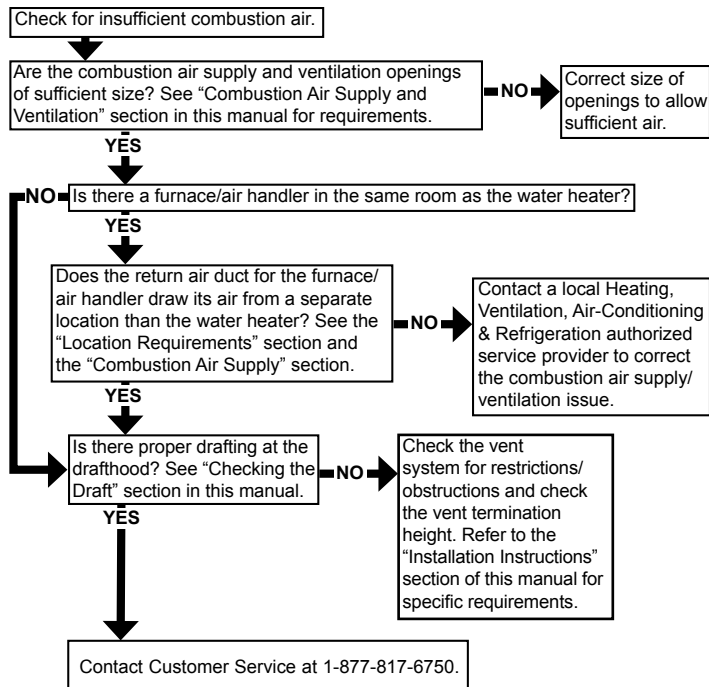 Check for insufficient combustion air.
Are the combustion air supply and ventilation openings
of sufficient size? See “Combustion Air Supply and
Ventilation” section in this manual for requirements.
NO
Correct size of
openings to allow
sufficient air.
YES
NO
Is there a furnace/air handler in the same room as the water heater?
YES
Does the return air duct for the furnace/
air handler draw its air from a separate
location than the water heater? See the
“Location Requirements” section and
the “Combustion Air Supply” section.
NO
Contact a local Heating,
Ventilation, Air-Conditioning
& Refrigeration authorized
service provider to correct
the combustion air supply/
ventilation issue.
YES
Is there proper drafting at the
drafthood? See “Checking the
Draft” section in this manual.
NO
Check the vent
system for restrictions/
obstructions and check
the vent termination
height. Refer to the
“Installation Instructions”
section of this manual for
specific requirements.
YES
Contact Customer Service at 1-877-817-6750.